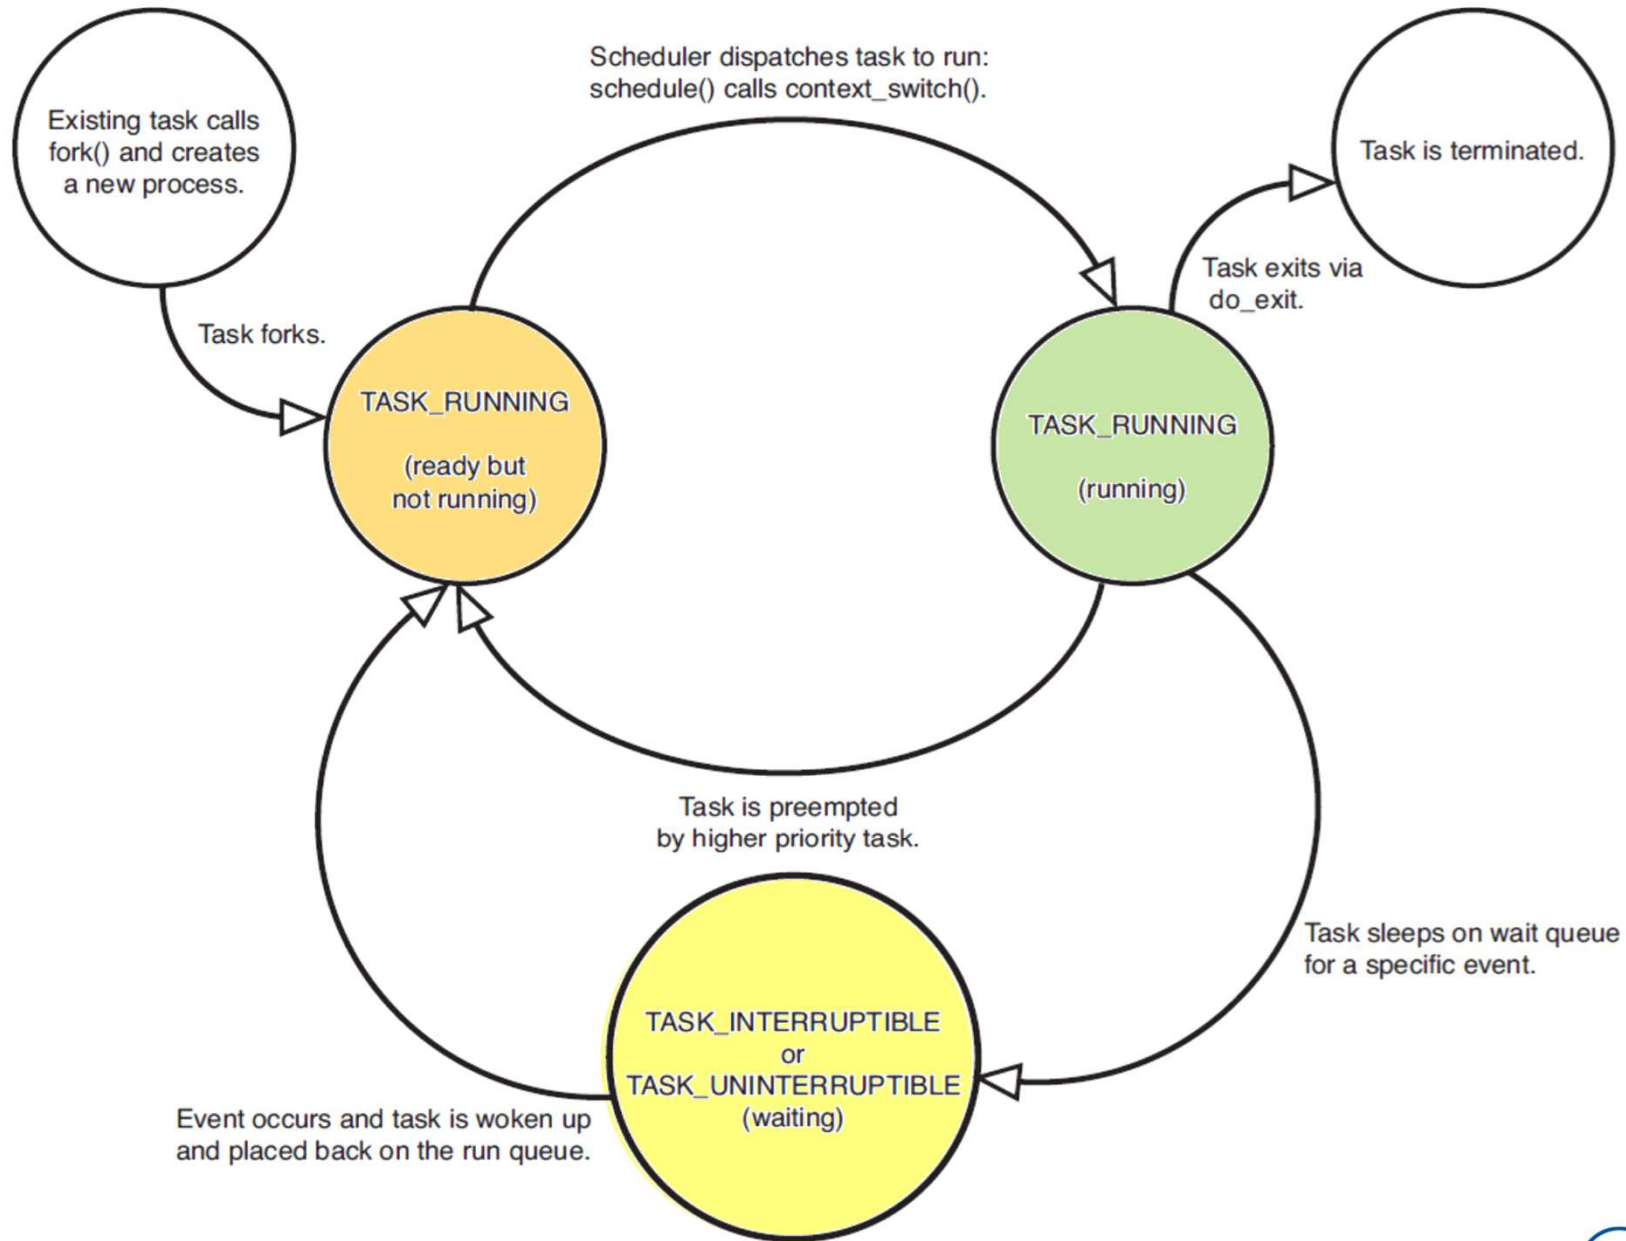 Scheduler dispatches task to run:
schedule() calls context_switch().
Existing task calls
fork() and creates
a new process.
Task is terminated.
Task exits via
do_exit.
Task forks.
TASK_RUNNING
(ready but
not running)
TASK_RUNNING
(running)
Task is preempted
by higher priority task.
Task sleeps on wait queue
for a specific event.
TASK_INTERRUPTIBLE
or
TASK_UNINTERRUPTIBLE
(waiting)
Event occurs and task is woken up
and placed back on the run queue.